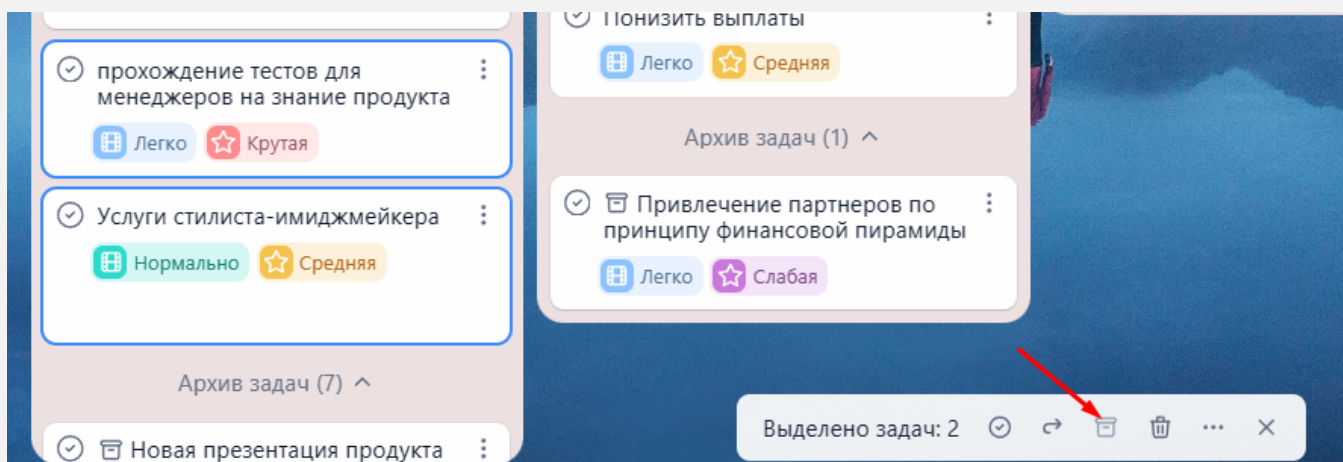 прохождение тестов для
менеджеров на знание продукта
Легко Крутая
Услуги стилиста-имиджмейкера
Нормально Средняя
Архив задач (7)
Новая презентация продукта
Понизить выплаты
Легко Средняя
Архив задач (1)
Привлечение партнеров по
принципу финансовой пирамиды
Легко Слабая
Выделено задач: 2